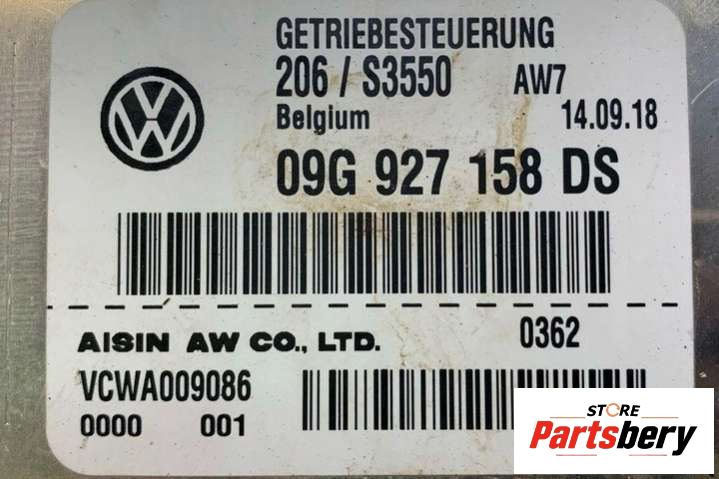 GETRIEBESTEUERUNG
206 / S3550 AW7
Belgium 14.09.18
09G 927 158 DS
AISIN AW CO., LTD. 0362
VCWA009086
0000 001
STORE
Partsbery